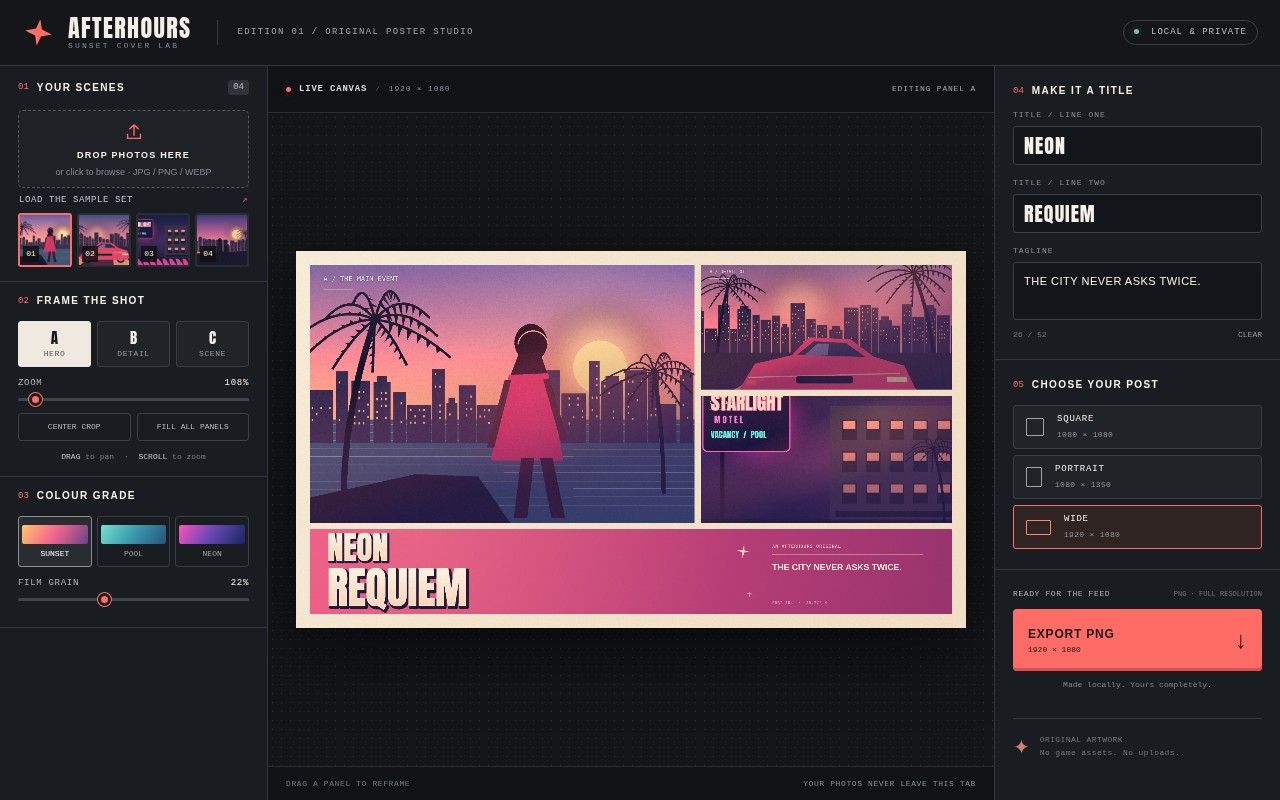 AFTERHOURS
SUNSET COVER LAB
EDITION 01 / ORIGINAL POSTER STUDIO
LOCAL & PRIVATE
01 YOUR SCENES 04
DROP PHOTOS HERE
or click to browse · JPG / PNG / WEBP
LOAD THE SAMPLE SET ↗
01 02 03 04
02 FRAME THE SHOT
A B C
HERO DETAIL SCENE
ZOOM 108%
CENTER CROP FILL ALL PANELS
DRAG to pan · SCROLL to zoom
03 COLOUR GRADE
SUNSET POOL NEON
FILM GRAIN 22%
LIVE CANVAS / 1920 × 1080
EDITING PANEL A
A / THE MAIN EVENT
STARLIGHT
MOTEL
VACANCY / POOL
NEON
REQUIEM
AN AFTERHOURS ORIGINAL
THE CITY NEVER ASKS TWICE.
DRAG A PANEL TO REFRAME
YOUR PHOTOS NEVER LEAVE THIS TAB
04 MAKE IT A TITLE
TITLE / LINE ONE
NEON
TITLE / LINE TWO
REQUIEM
TAGLINE
THE CITY NEVER ASKS TWICE.
26 / 52 CLEAR
05 CHOOSE YOUR POST
SQUARE
1080 × 1080
PORTRAIT
1080 × 1350
WIDE
1920 × 1080
READY FOR THE FEED PNG · FULL RESOLUTION
EXPORT PNG
1920 × 1080
↓
Made locally. Yours completely.
ORIGINAL ARTWORK
No game assets. No uploads.